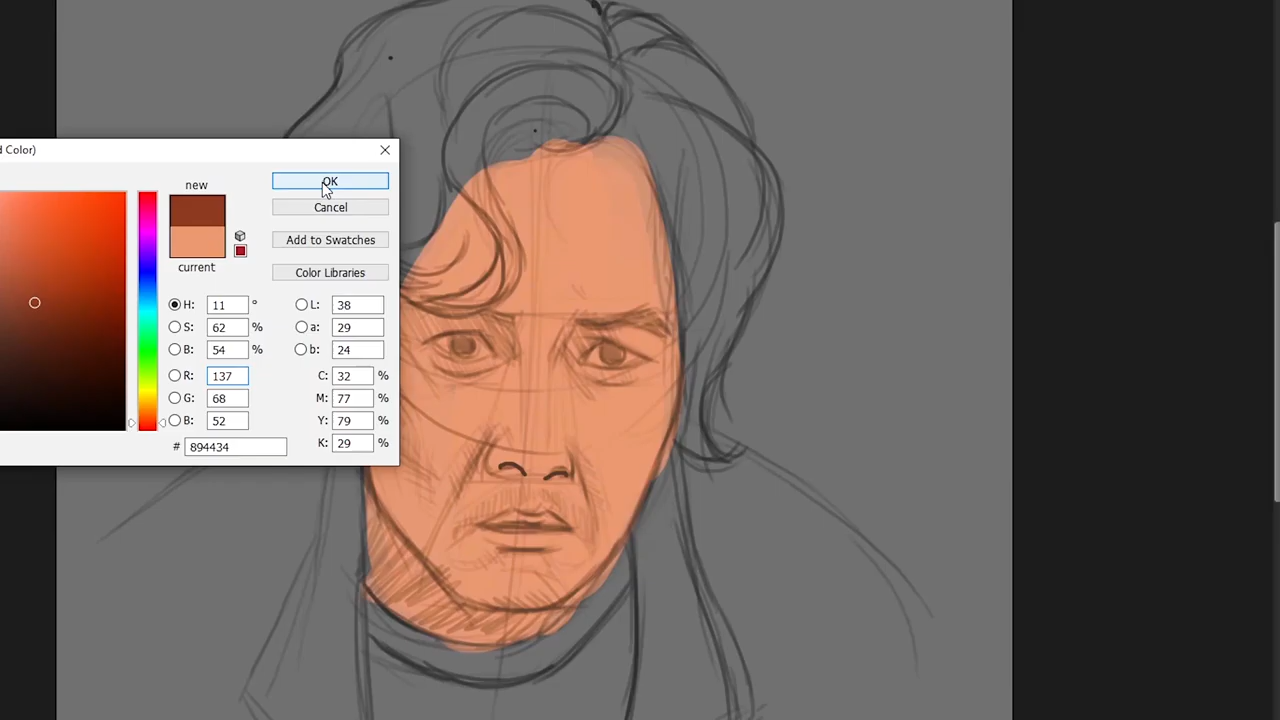 d Color)
new
OK
Cancel
current
Add to Swatches
Color Libraries
H: 11 °
L: 38
S: 62 %
a: 29
B: 54 %
b: 24
R: 137
C: 32 %
G: 68
M: 77 %
B: 52
Y: 79 %
# 894434
K: 29 %